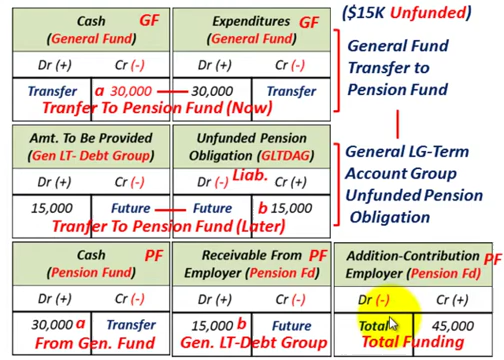 ($15K Unfunded)
Cash GF
(General Fund)
Dr (+) Cr (-)
Transfer a 30,000
Expenditures GF
(General Fund)
Dr (+) Cr (-)
30,000 Transfer
Tranfer To Pension Fund (Now)
General Fund
Transfer to
Pension Fund
Amt. To Be Provided
(Gen LT- Debt Group)
Dr (+) Cr (-)
15,000 Future
Unfunded Pension
Obligation (GLTDAG)
Dr (-) Liab. Cr (+)
Future b 15,000
Tranfer To Pension Fund (Later)
General LG-Term
Account Group
Unfunded Pension
Obligation
Cash PF
(Pension Fund)
Dr (+) Cr (-)
30,000 a Transfer
From Gen. Fund
Receivable From PF
Employer (Pension Fd)
Dr (+) Cr (-)
15,000 b Future
Gen. LT-Debt Group
Addition-Contribution PF
Employer (Pension Fd)
Dr (-) Cr (+)
Total 45,000
Total Funding